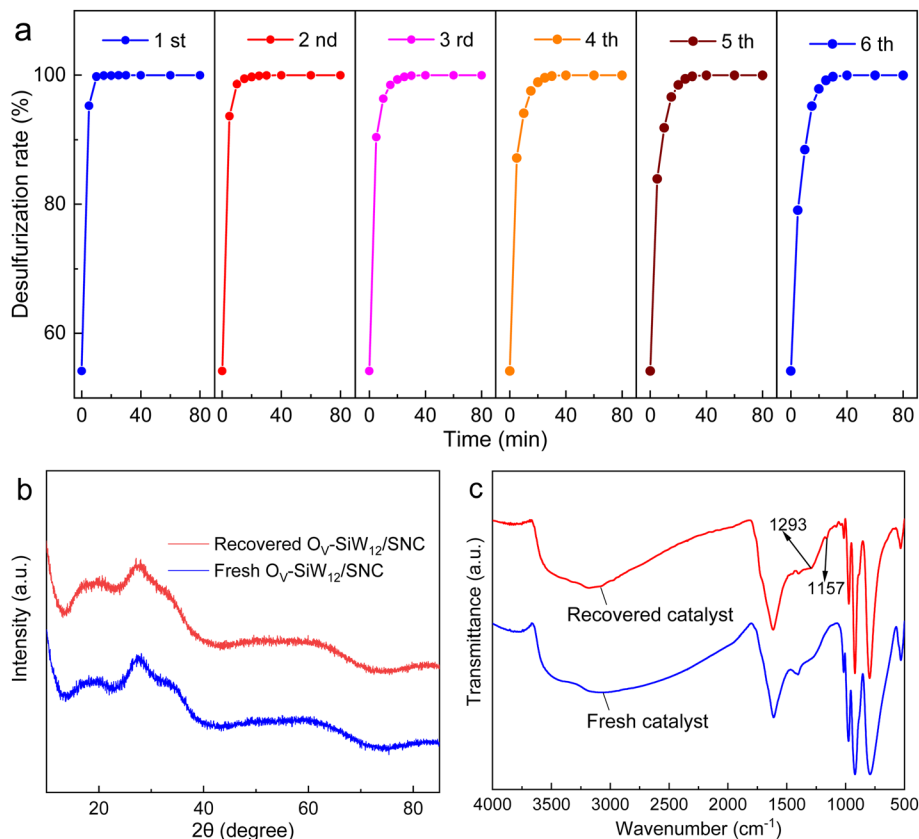 a
1 st
2 nd
3 rd
4 th
5 th
6 th
Desulfurization rate (%)
100
80
60
0 40 80 0 40 80 0 40 80 0 40 80 0 40 80 0 40 80
Time (min)
b
Recovered O_V-SiW₁₂/SNC
Fresh O_V-SiW₁₂/SNC
Intensity (a.u.)
20 40 60 80
2θ (degree)
c
1293
1157
Recovered catalyst
Fresh catalyst
Transmittance (a.u.)
4000 3500 3000 2500 2000 1500 1000 500
Wavenumber (cm⁻¹)